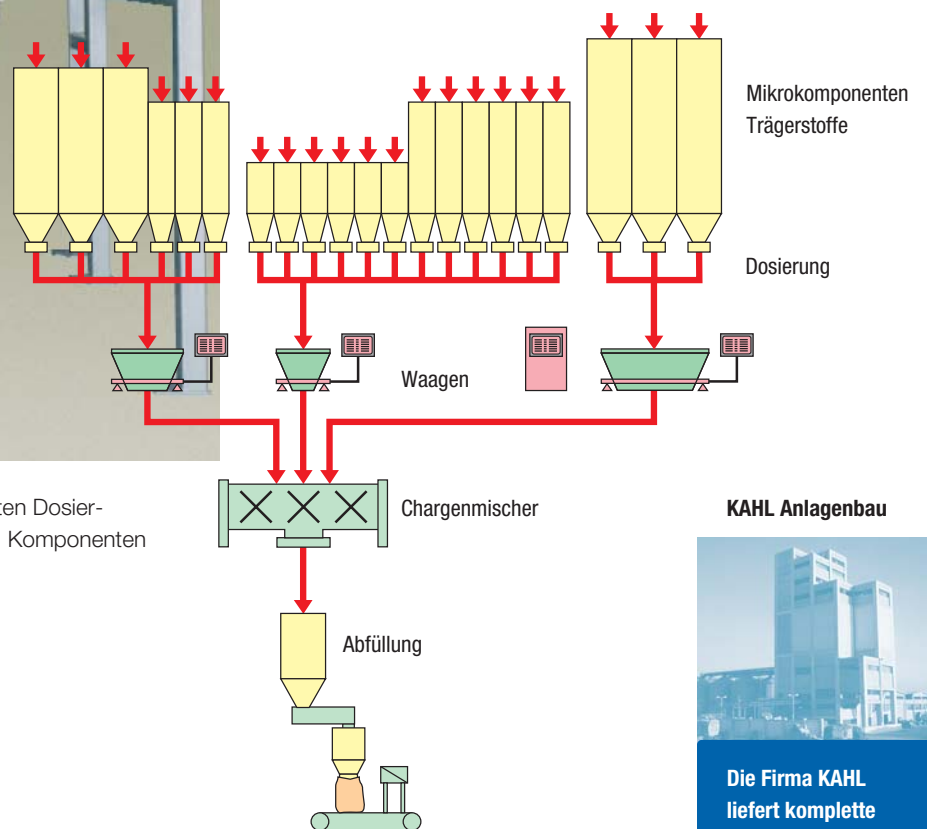 Mikrokomponenten
Trägerstoffe
Dosierung
Waagen
ten Dosier-
Komponenten
Chargenmischer
KAHL Anlagenbau
Abfüllung
Die Firma KAHL
liefert komplette